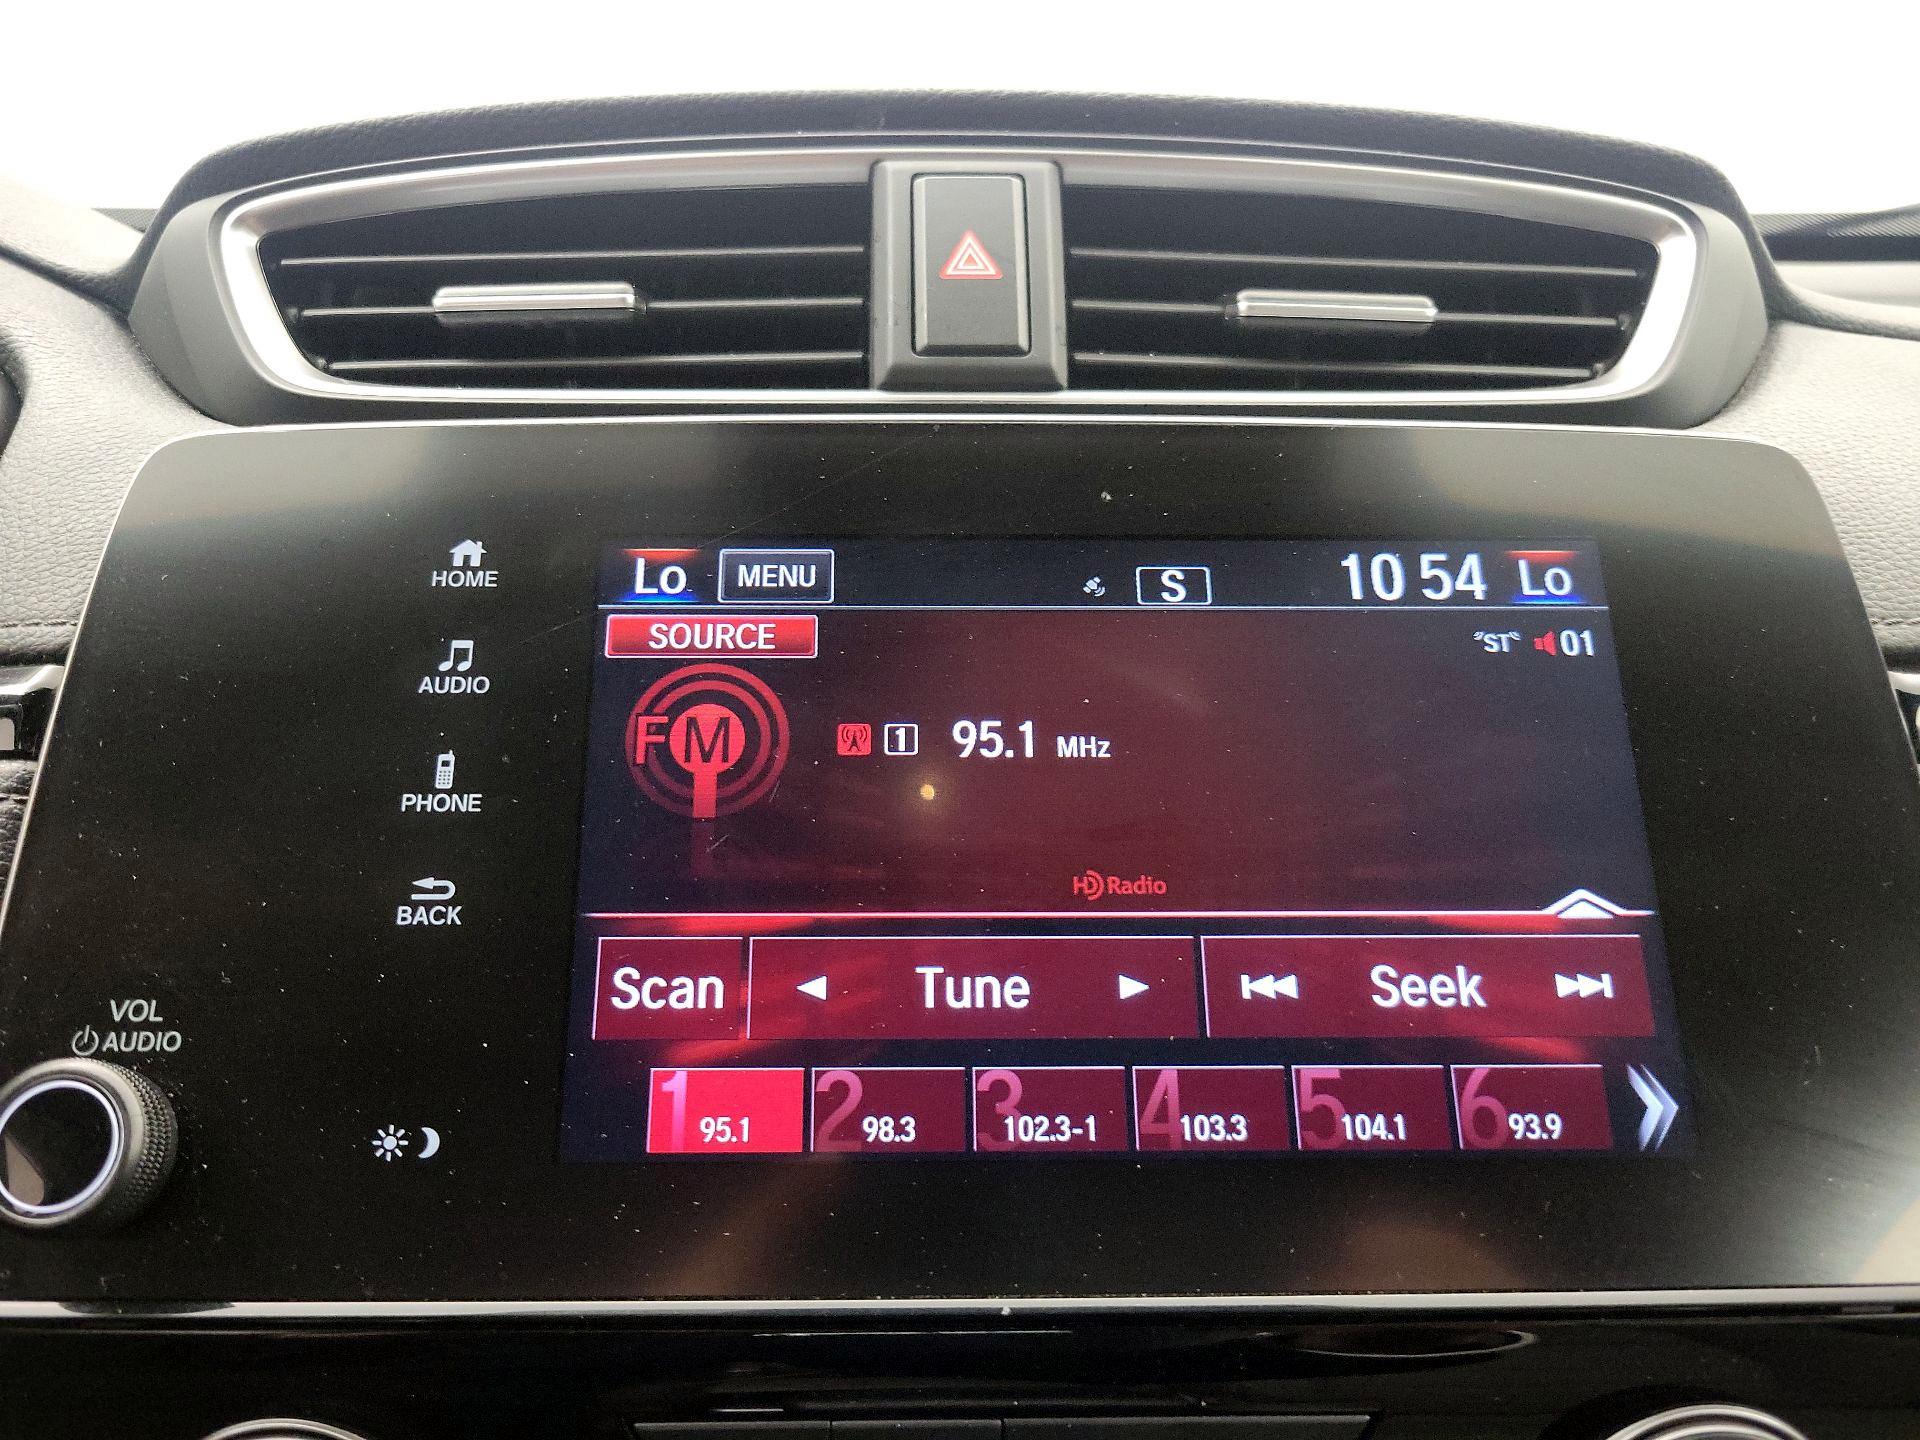 HOME
AUDIO
PHONE
BACK
VOL
AUDIO
Lo MENU S 10 54 Lo
SOURCE "ST" 01
FM 1 95.1 MHz
HD Radio
Scan Tune Seek
1 95.1 2 98.3 3 102.3-1 4 103.3 5 104.1 6 93.9